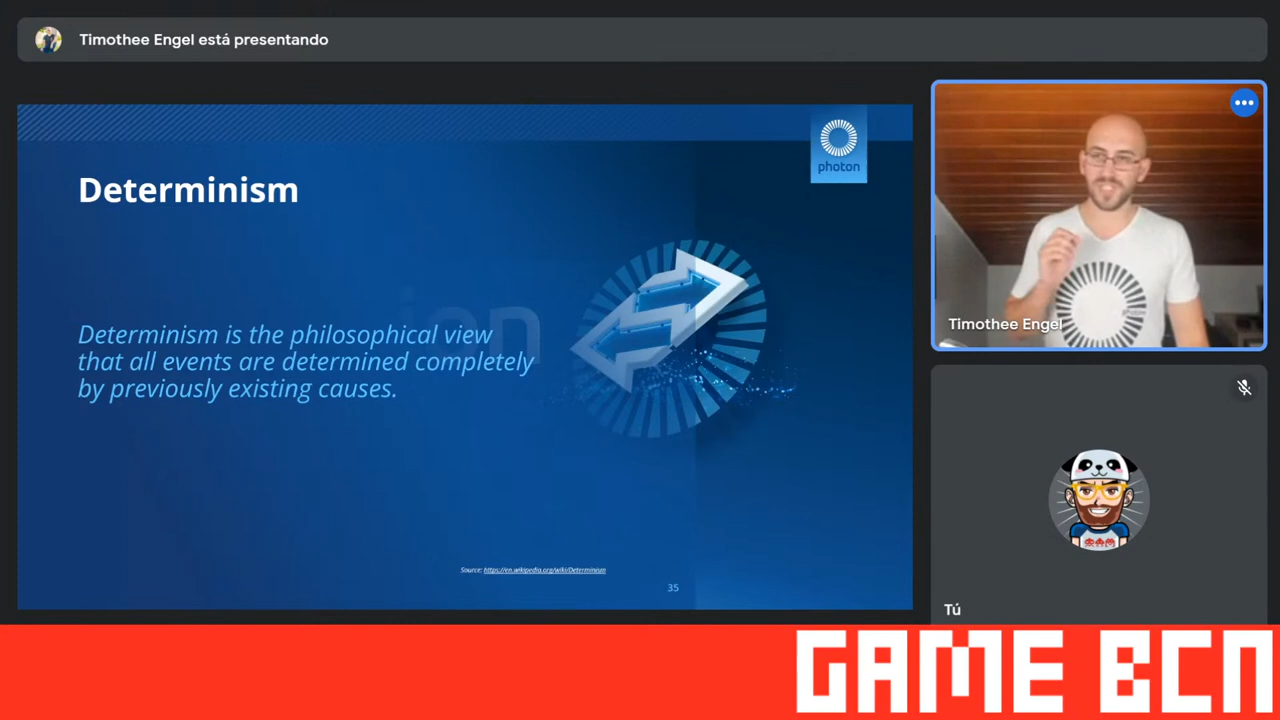 Timothee Engel está presentando
photon
Determinism
Determinism is the philosophical view
that all events are determined completely
by previously existing causes.
Source: https://en.wikipedia.org/wiki/Determinism
35
Timothee Engel
Tú
GAME BCN